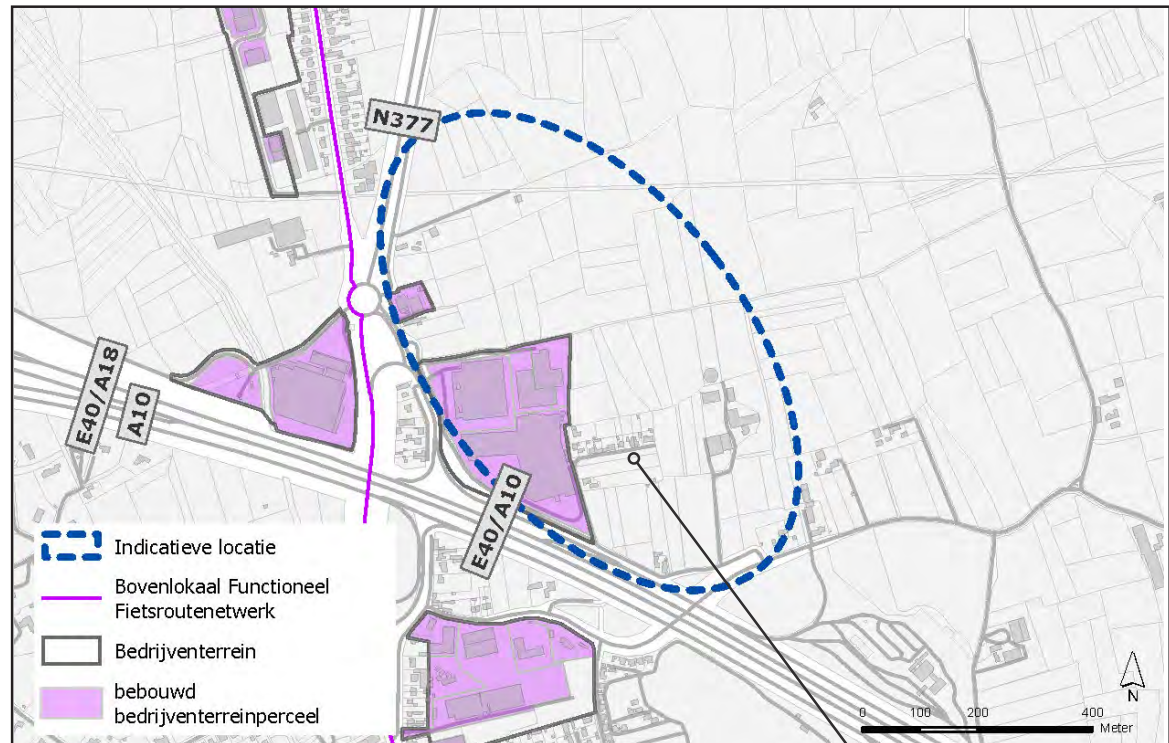 N377
E40/A18
A10
E40/A10
Indicatieve locatie
Bovenlokaal Functioneel
Fietsroutenetwerk
Bedrijventerrein
bebouwd
bedrijventerreinperceel
N
0 100 200 400
Meter